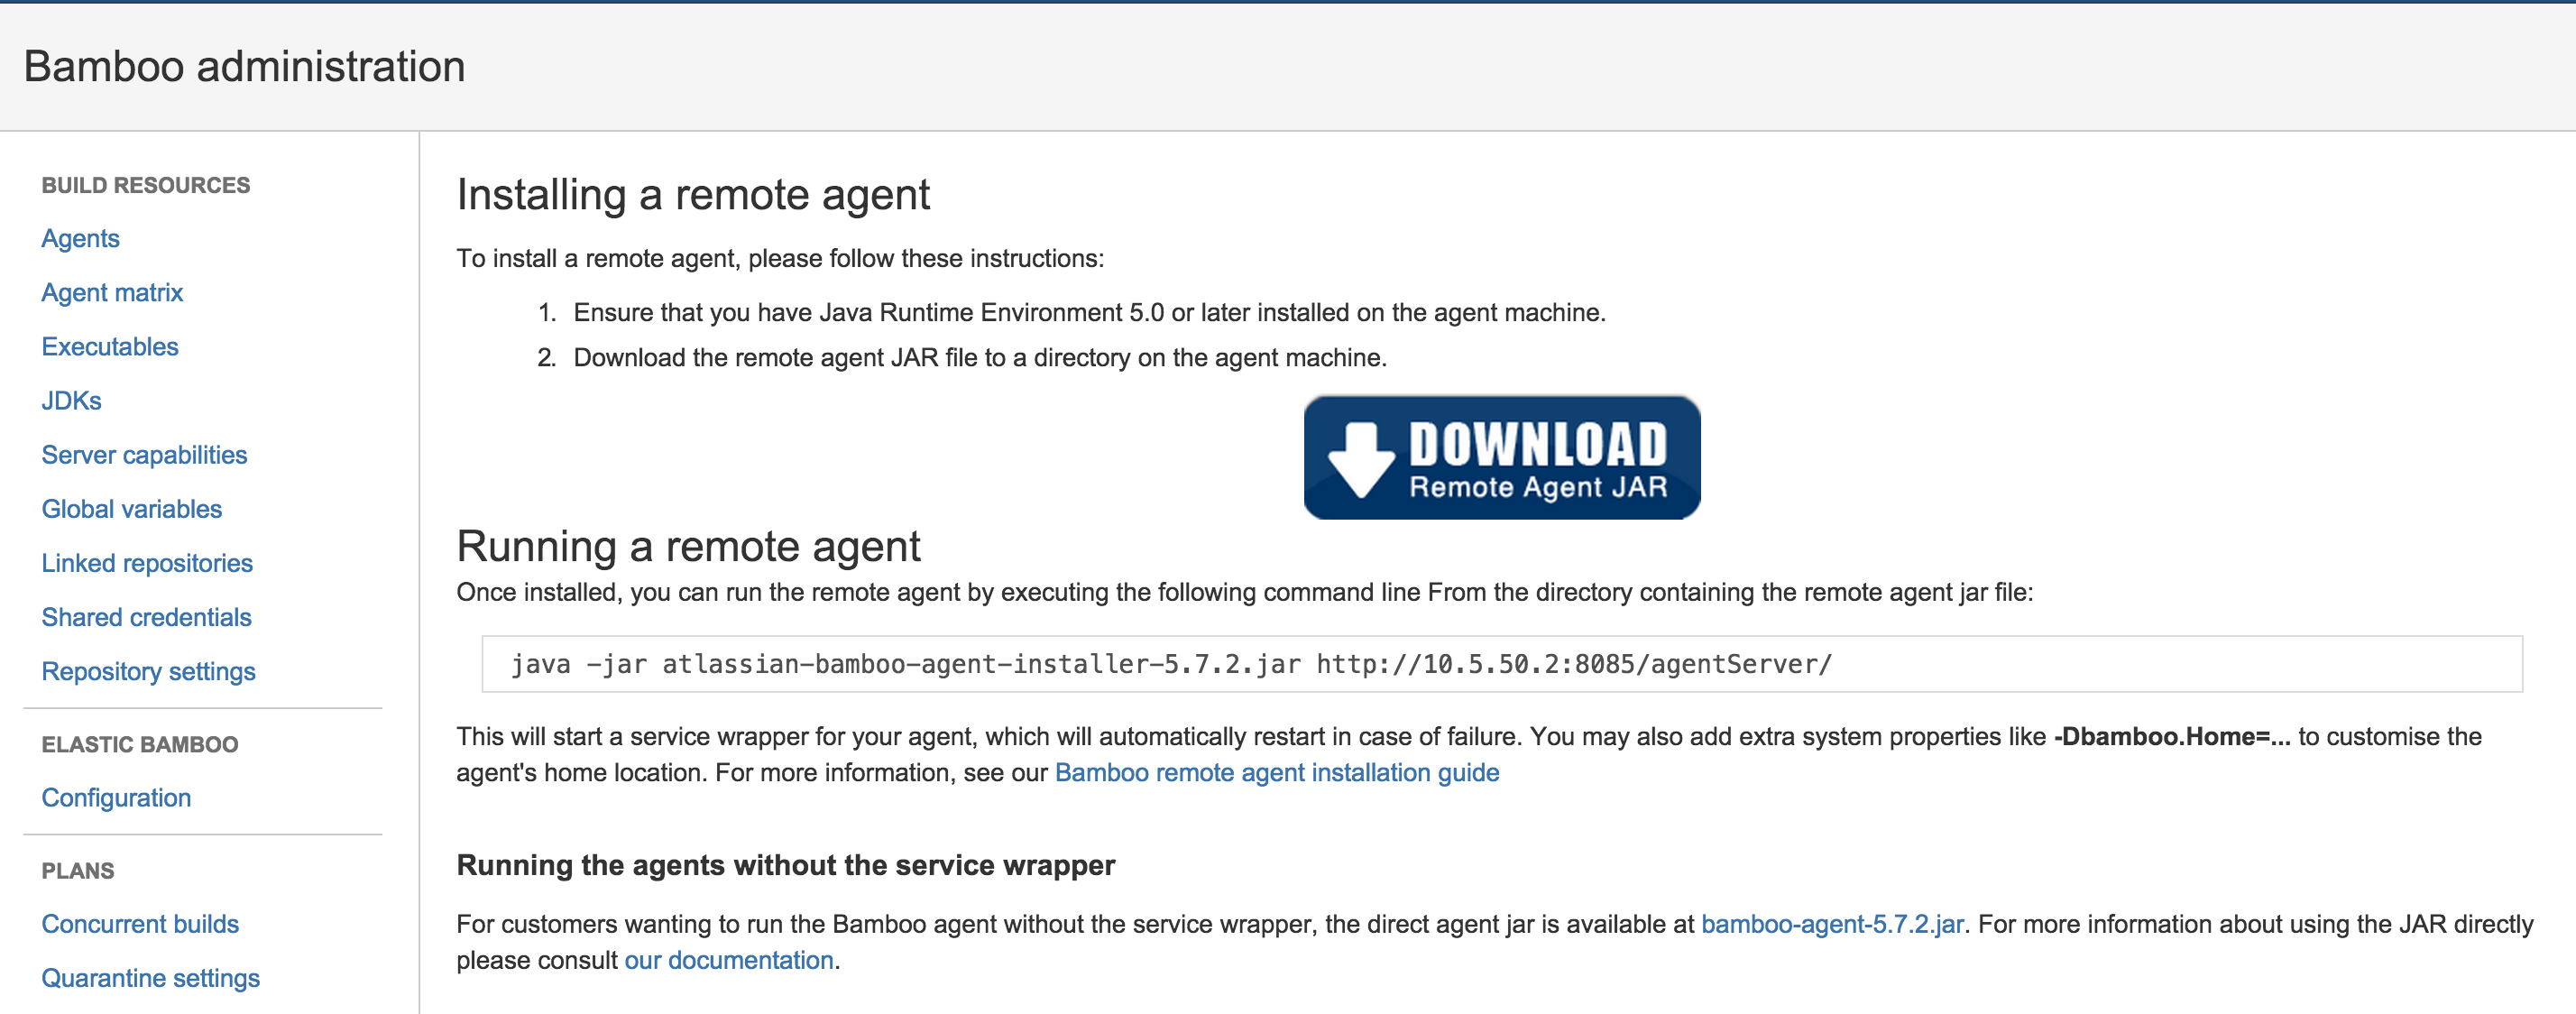 Bamboo administration
BUILD RESOURCES
Agents
Agent matrix
Executables
JDKs
Server capabilities
Global variables
Linked repositories
Shared credentials
Repository settings
ELASTIC BAMBOO
Configuration
PLANS
Concurrent builds
Quarantine settings
Installing a remote agent
To install a remote agent, please follow these instructions:
1. Ensure that you have Java Runtime Environment 5.0 or later installed on the agent machine.
2. Download the remote agent JAR file to a directory on the agent machine.
DOWNLOAD
Remote Agent JAR
Running a remote agent
Once installed, you can run the remote agent by executing the following command line From the directory containing the remote agent jar file:
java -jar atlassian-bamboo-agent-installer-5.7.2.jar http://10.5.50.2:8085/agentServer/
This will start a service wrapper for your agent, which will automatically restart in case of failure. You may also add extra system properties like -Dbamboo.Home=... to customise the
agent's home location. For more information, see our Bamboo remote agent installation guide
Running the agents without the service wrapper
For customers wanting to run the Bamboo agent without the service wrapper, the direct agent jar is available at bamboo-agent-5.7.2.jar. For more information about using the JAR directly
please consult our documentation.